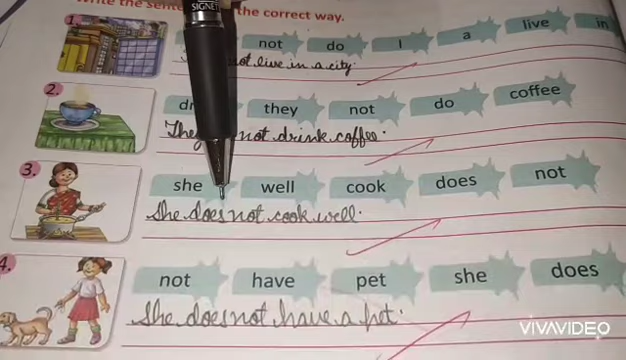 the correct way.
1.
not do I a live in
not live in a city.
2.
they not do coffee
They not drink coffee.
3.
she well cook does not
She does not cook well.
4.
not have pet she does
She does not have a pet.
VIVAVIDEO